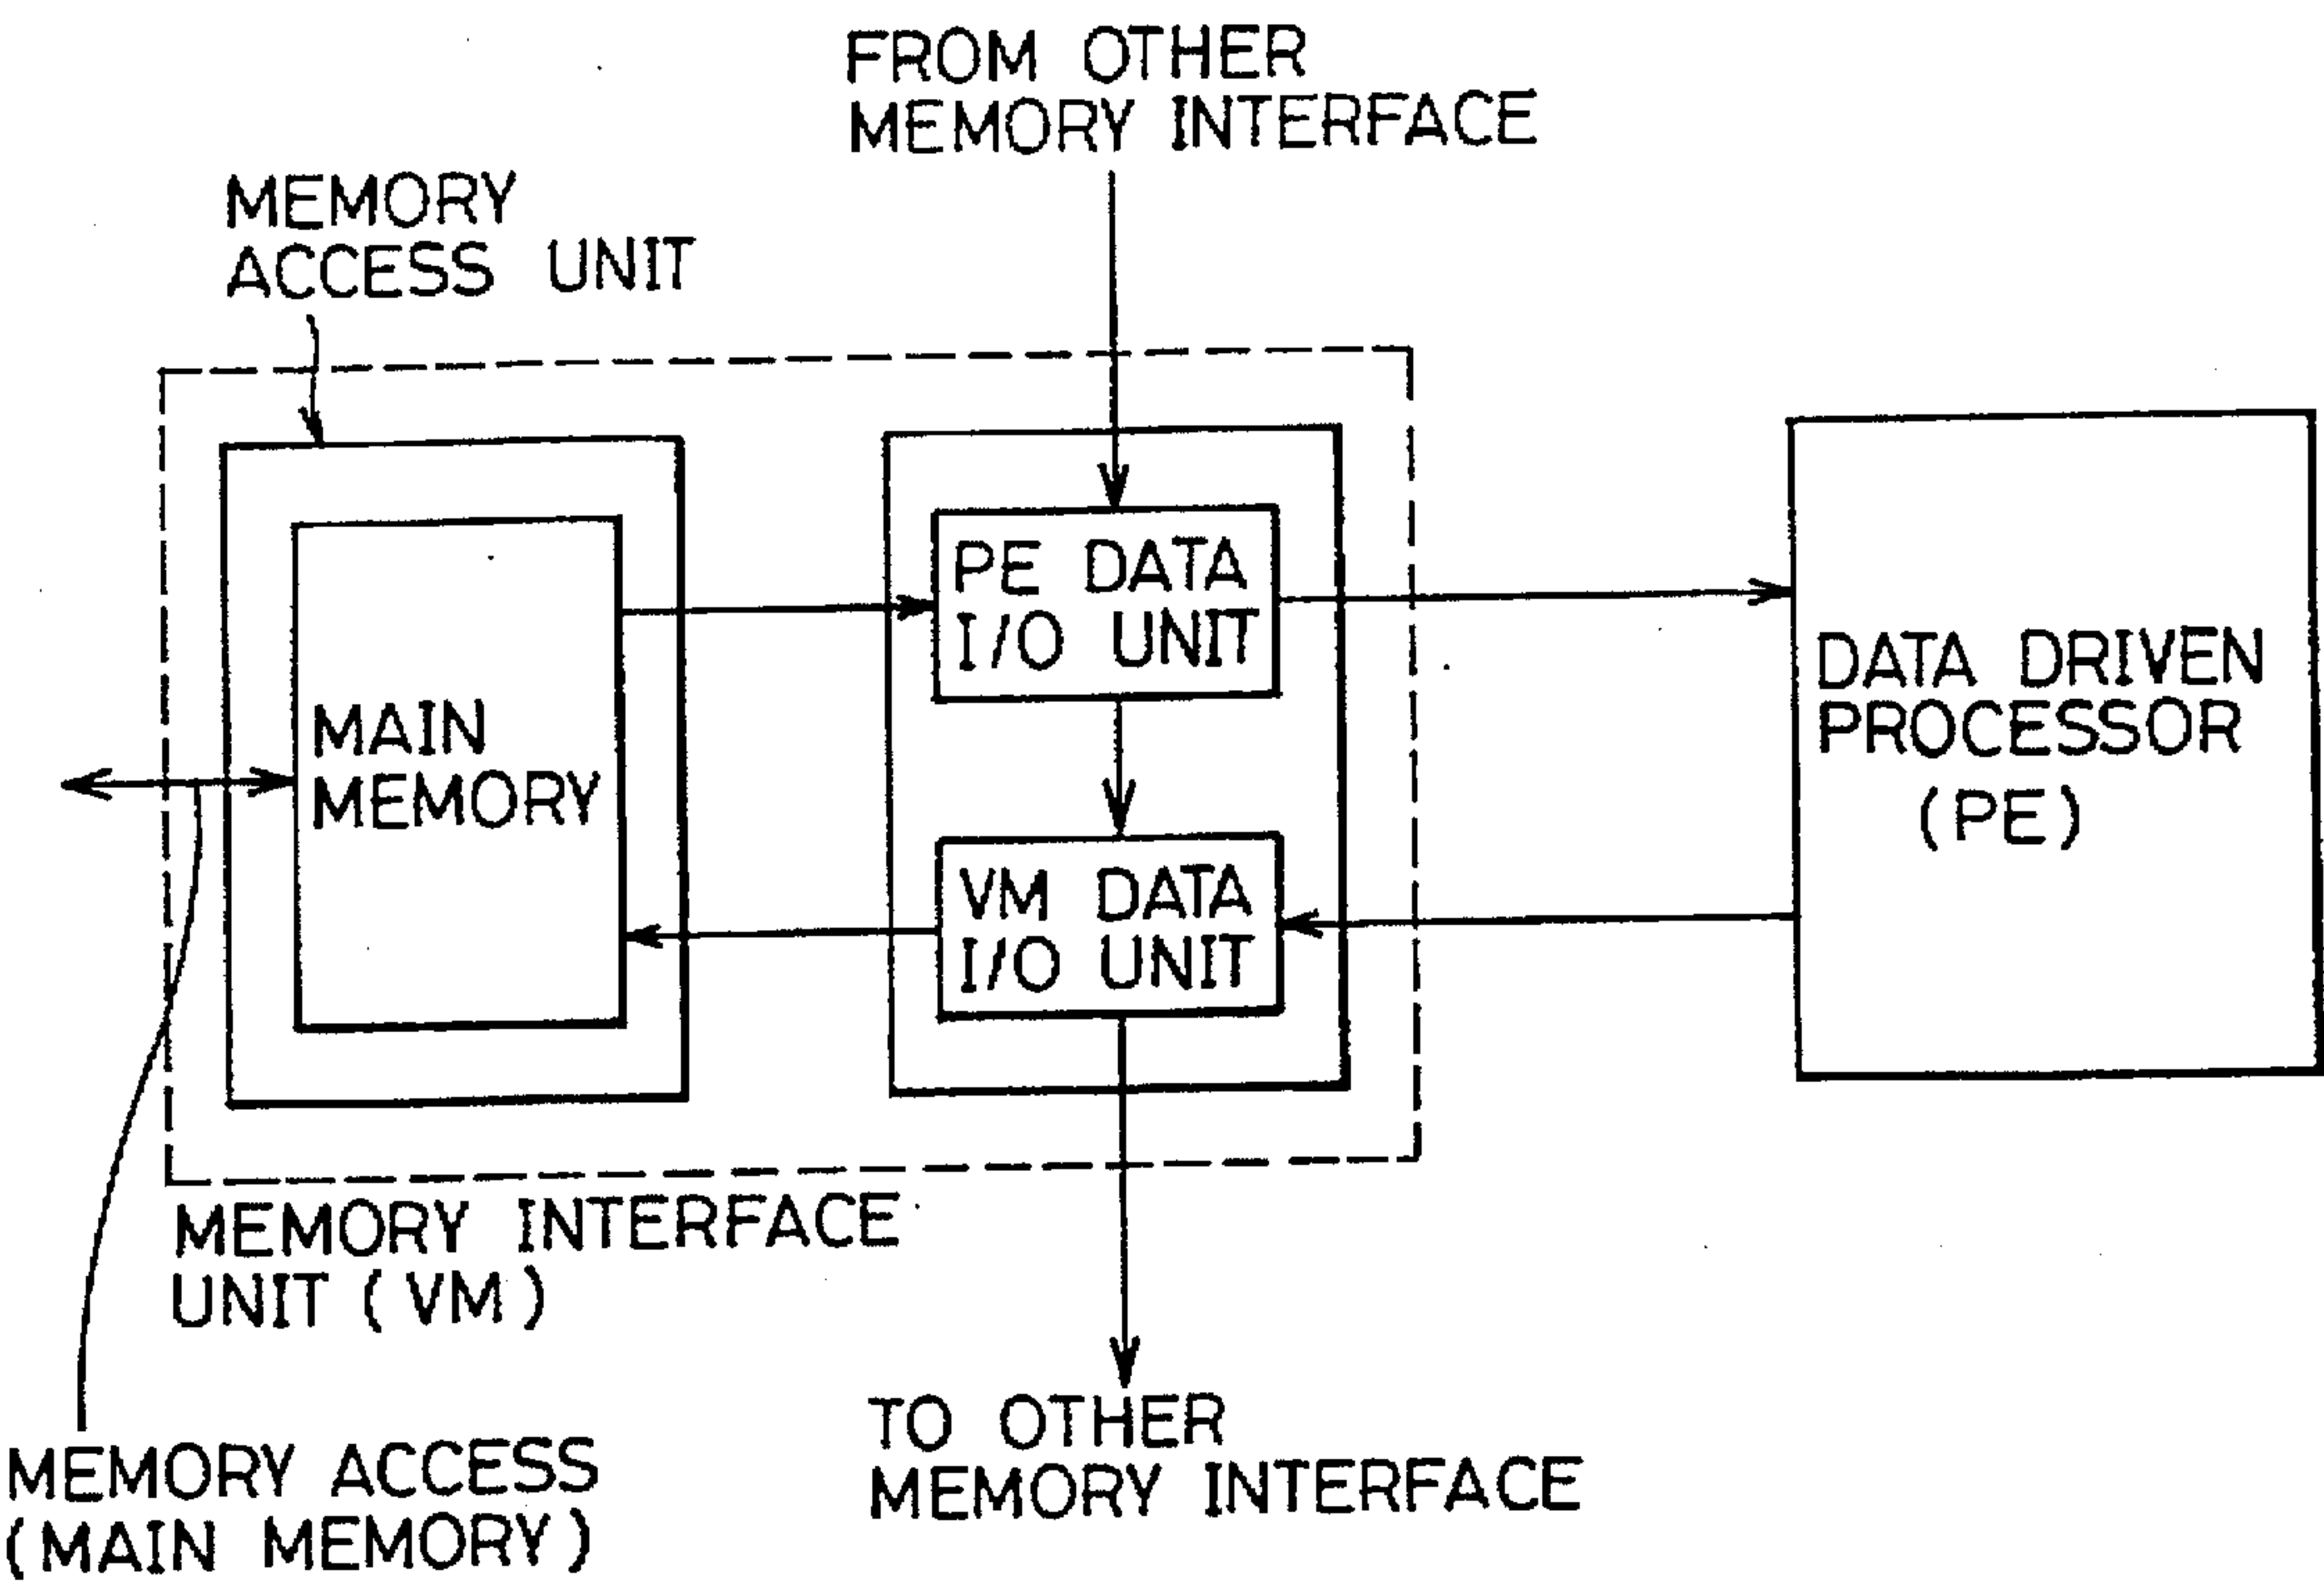 FROM OTHER
MEMORY INTERFACE
MEMORY
ACCESS UNIT
PE DATA
I/O UNIT
MAIN
MEMORY
DATA DRIVEN
PROCESSOR
(PE)
VM DATA
I/O UNIT
MEMORY INTERFACE
UNIT (VM)
TO OTHER
MEMORY INTERFACE
MEMORY ACCESS
(MAIN MEMORY)